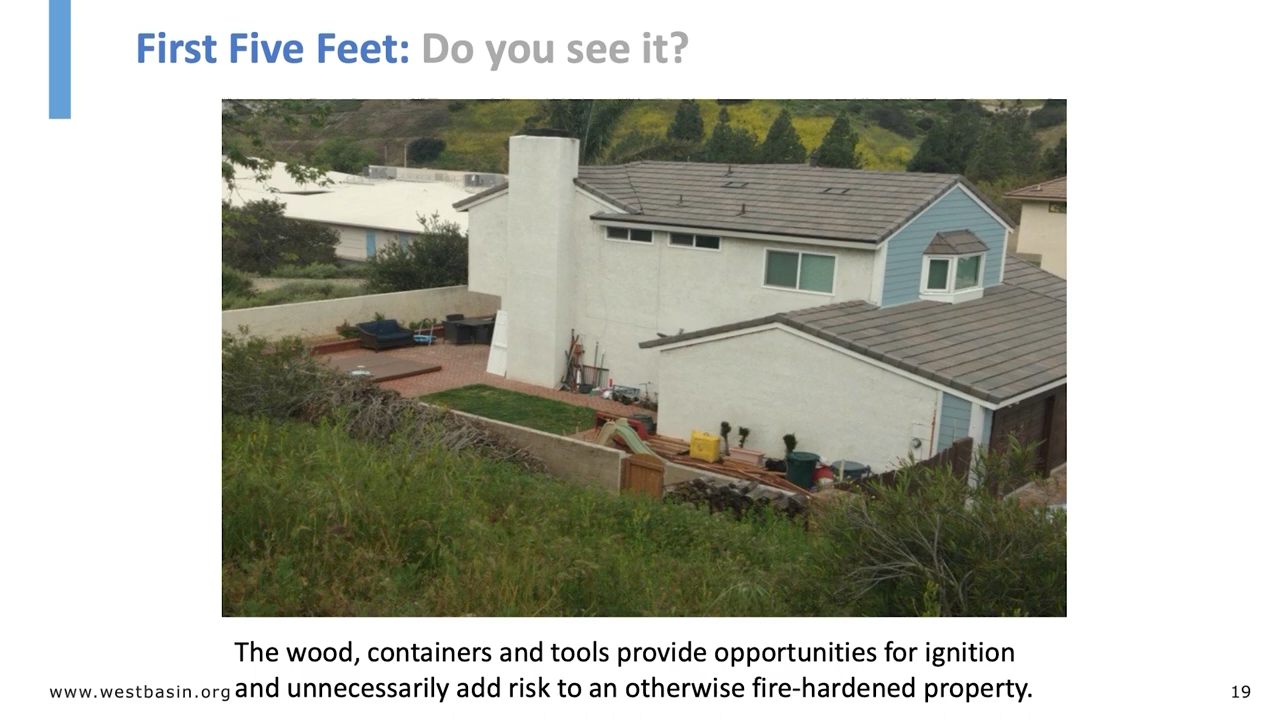 First Five Feet: Do you see it?
The wood, containers and tools provide opportunities for ignition
and unnecessarily add risk to an otherwise fire-hardened property.
www.westbasin.org
19